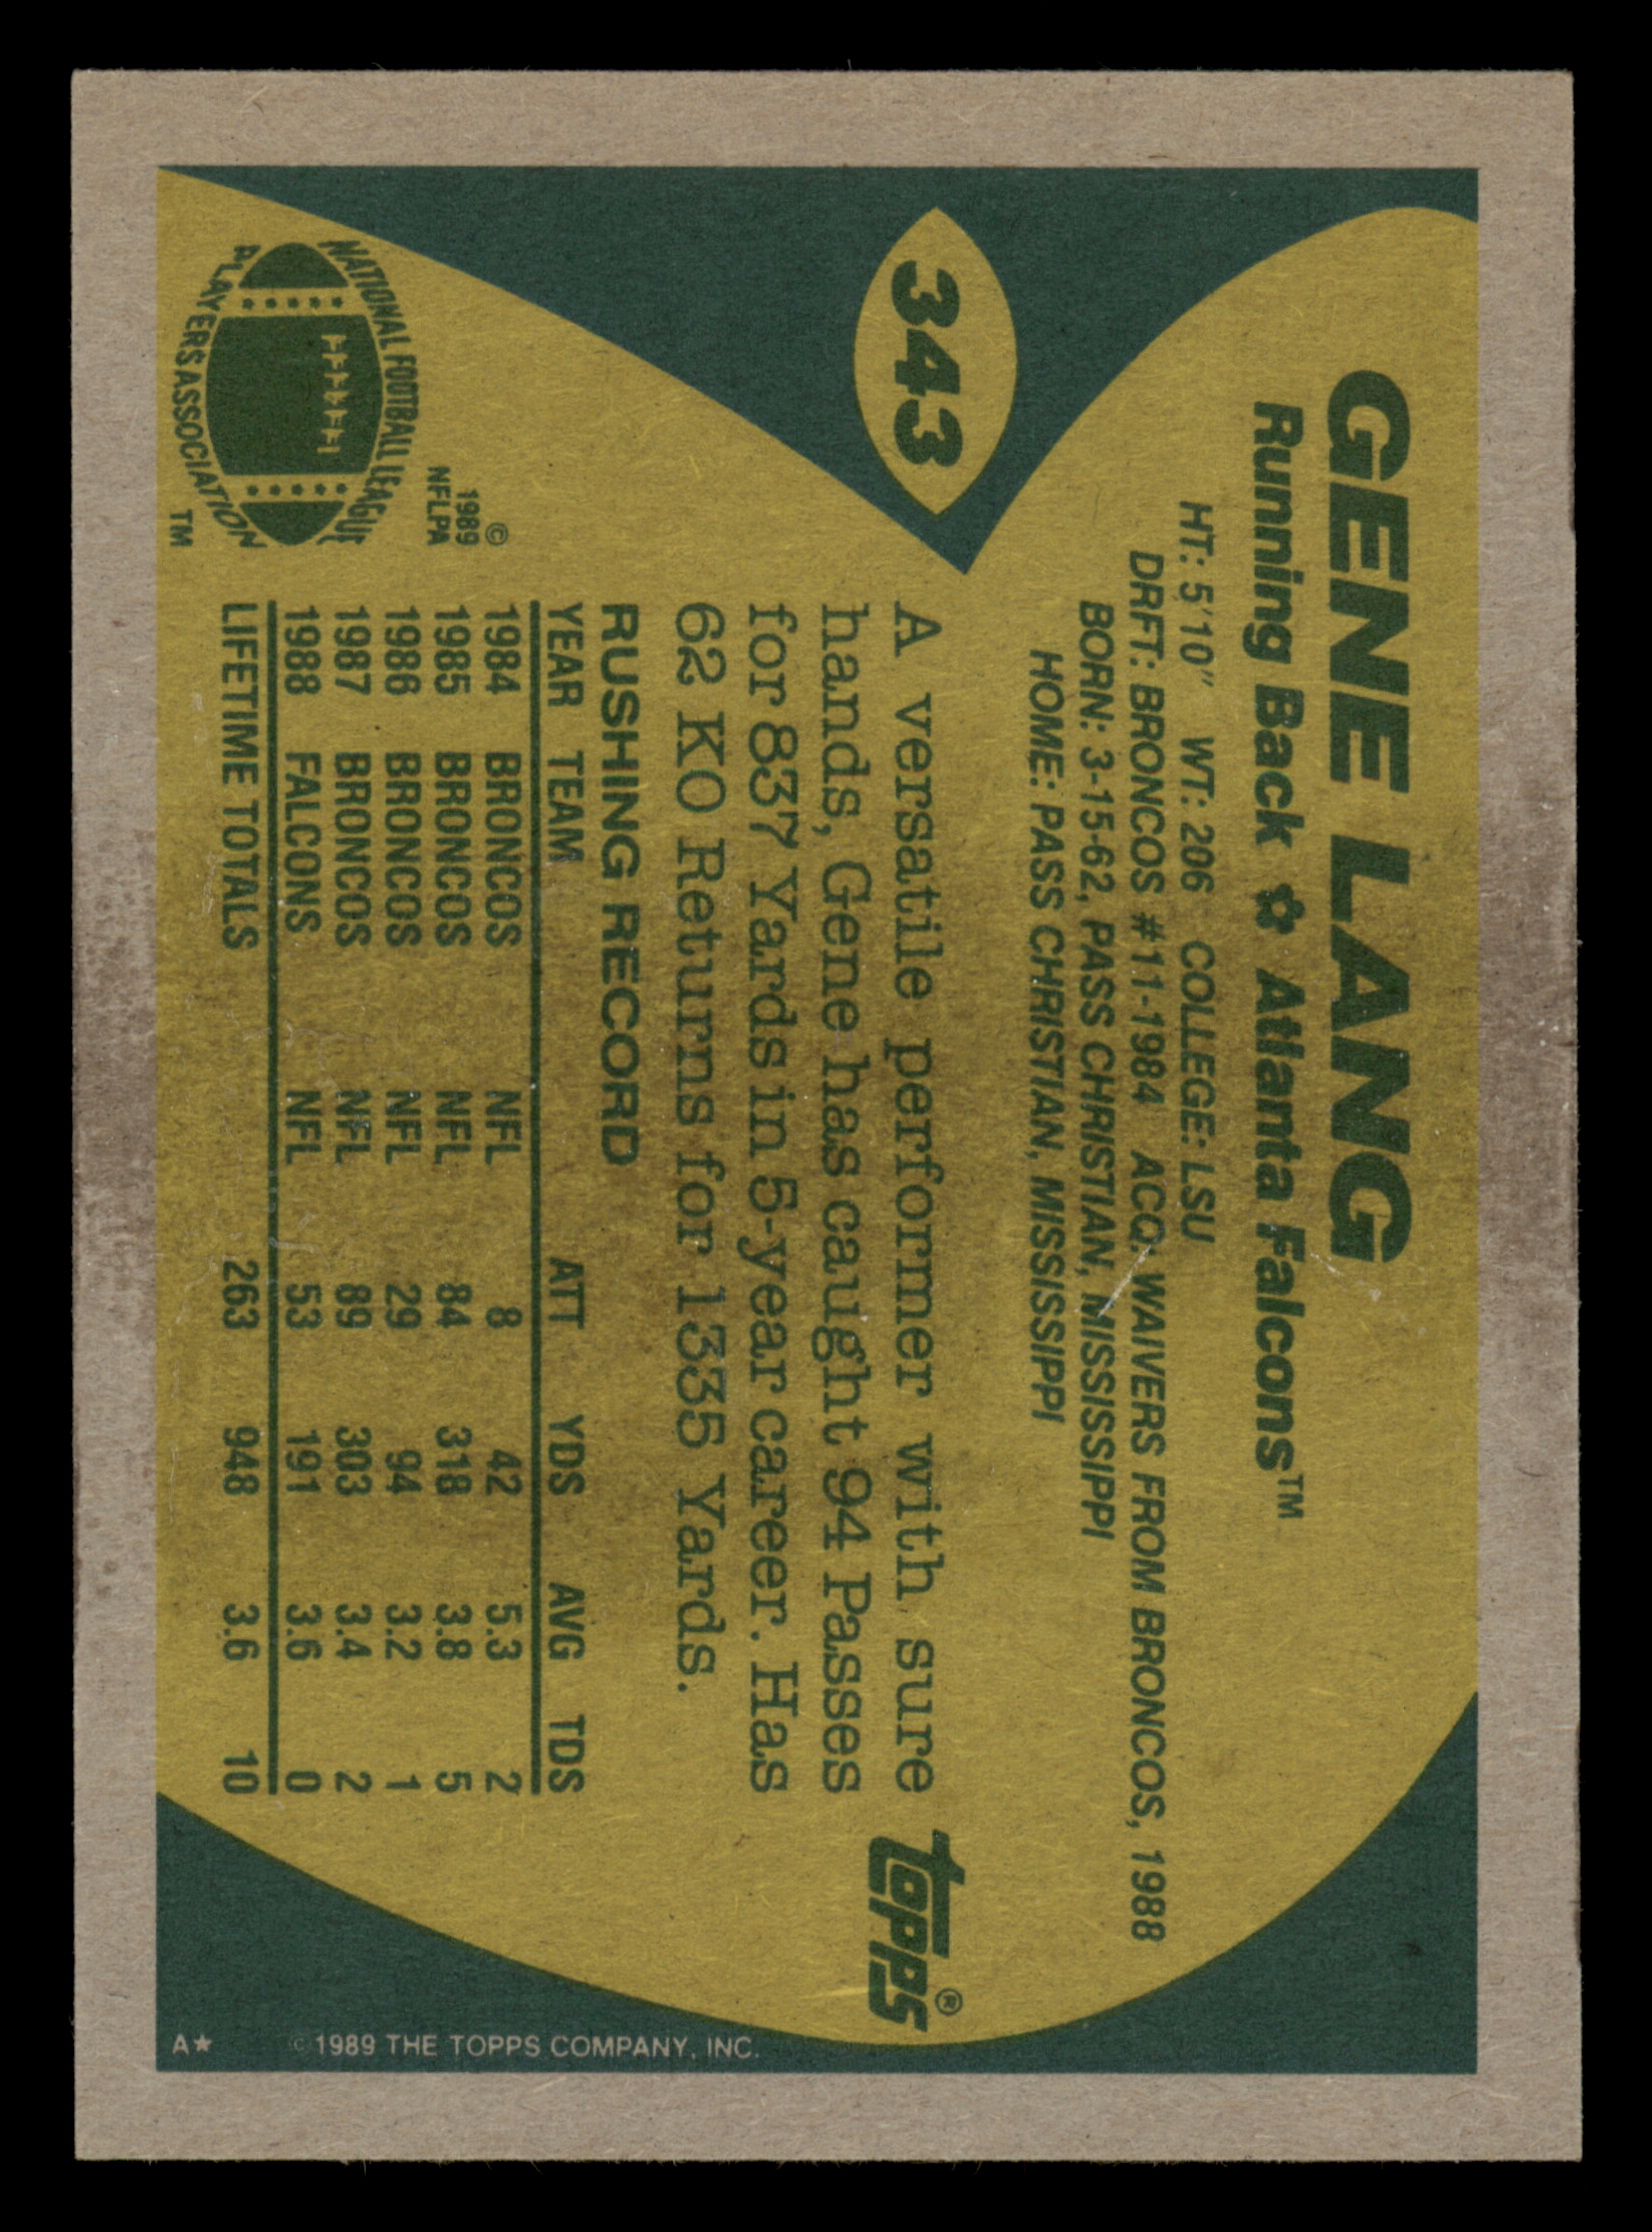 343
GENE LANG
Running Back ✿ Atlanta Falcons™
HT: 5'10" WT: 206 COLLEGE: LSU
DRFT: BRONCOS #11-1984 ACQ: WAIVERS FROM BRONCOS, 1988
BORN: 3-15-62, PASS CHRISTIAN, MISSISSIPPI
HOME: PASS CHRISTIAN, MISSISSIPPI
A versatile performer with sure
hands, Gene has caught 94 Passes
for 837 Yards in 5-year career. Has
62 KO Returns for 1335 Yards.
topps®
RUSHING RECORD
YEAR TEAM ATT YDS AVG TDS
1984 BRONCOS NFL 8 42 5.3 2
1985 BRONCOS NFL 84 318 3.8 5
1986 BRONCOS NFL 29 94 3.2 1
1987 BRONCOS NFL 89 303 3.4 2
1988 FALCONS NFL 53 191 3.6 0
LIFETIME TOTALS 263 948 3.6 10
©
1989
NFLPA
NATIONAL FOOTBALL LEAGUE
PLAYERS ASSOCIATION
TM
A★ © 1989 THE TOPPS COMPANY, INC.